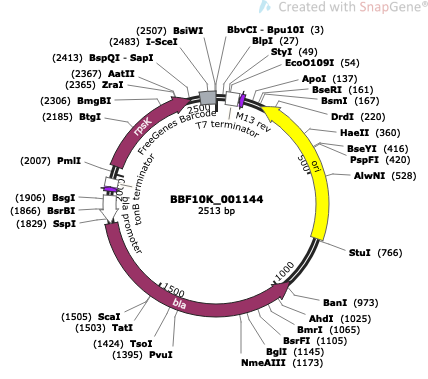 Created with SnapGene®
(2507) BsiWI
(2483) I-SceI
(2413) BspQI - SapI
(2367) AatII
(2365) ZraI
(2306) BmgBI
(2185) BtgI
(2007) PmlI
(1906) BsgI
(1866) BsrBI
(1829) SspI
(1505) ScaI
(1503) TatI
(1424) TsoI
(1395) PvuI
BbvCI - Bpu10I (3)
BlpI (27)
StyI (49)
EcoO109I (54)
ApoI (137)
BseRI (161)
BsmI (167)
DrdI (220)
HaeII (360)
BseYI (416)
PspFI (420)
AlwNI (528)
StuI (766)
BanI (973)
AhdI (1025)
BmrI (1065)
BsrFI (1105)
BglI (1145)
NmeAIII (1173)
2500
500
1000
1500
FreeGenes Barcode
T7 terminator
M13 rev
ori
rpsK
tonB terminator
bla promoter
bla
BBF10K_001144
2513 bp